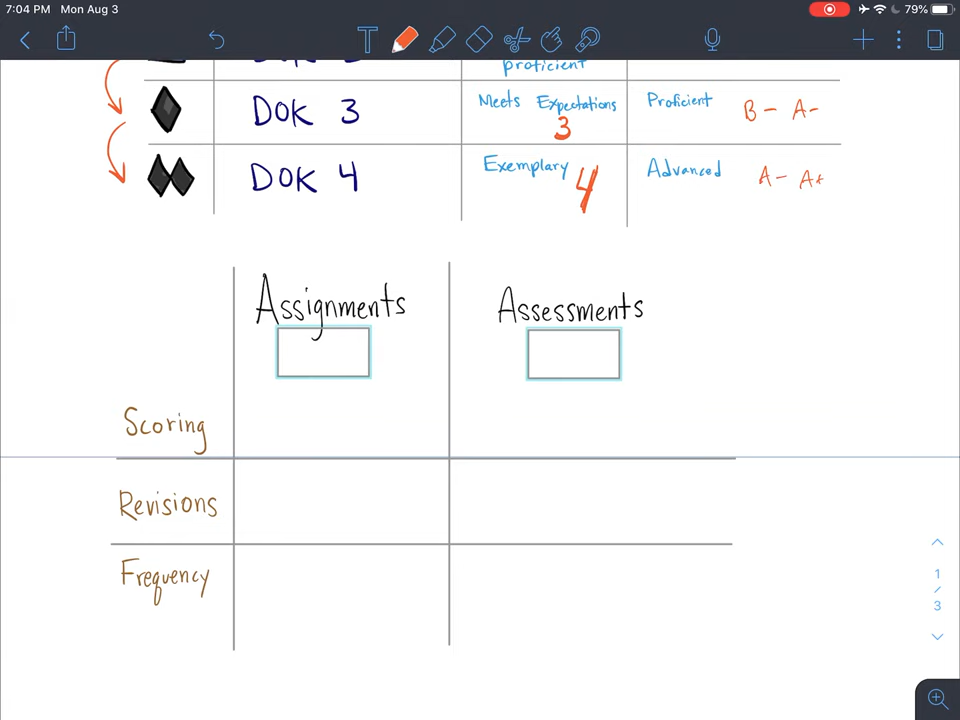 7:04 PM Mon Aug 3
79%
proficient
DOK 3
Meets Expectations
3
Proficient
B - A-
DOK 4
Exemplary
4
Advanced
A- A+
Assignments
Assessments
Scoring
Revisions
Frequency
1
/
3